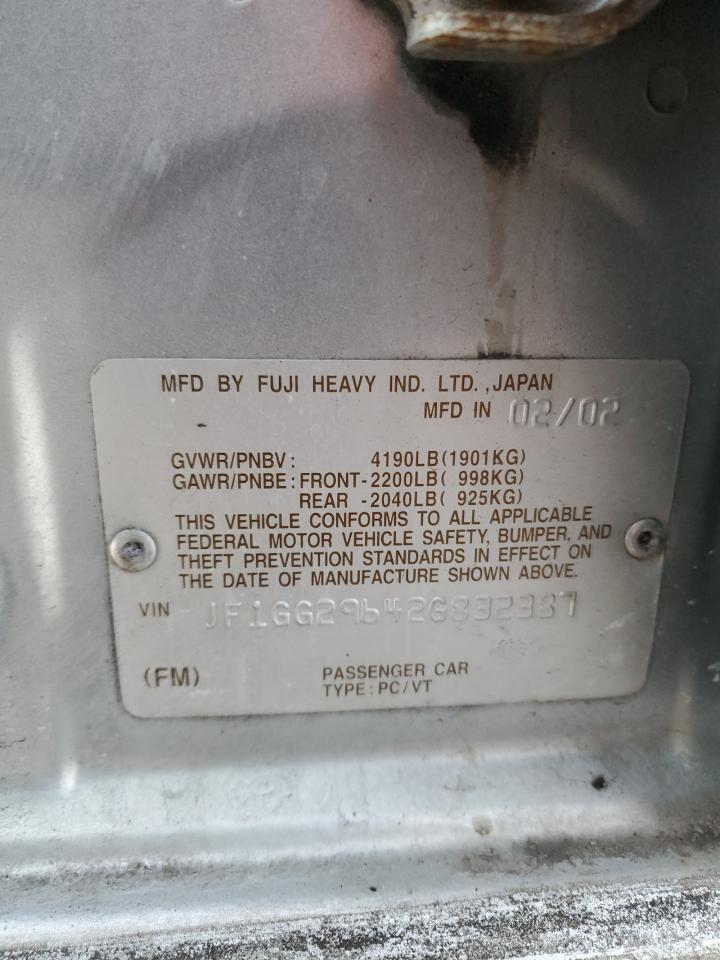 MFD BY FUJI HEAVY IND. LTD. ,JAPAN
MFD IN 02/02
GVWR/PNBV: 4190LB(1901KG)
GAWR/PNBE: FRONT-2200LB( 998KG)
REAR -2040LB( 925KG)
THIS VEHICLE CONFORMS TO ALL APPLICABLE
FEDERAL MOTOR VEHICLE SAFETY, BUMPER, AND
THEFT PREVENTION STANDARDS IN EFFECT ON
THE DATE OF MANUFACTURE SHOWN ABOVE.
VIN JF1GG29642G832387
(FM) PASSENGER CAR
TYPE: PC/VT